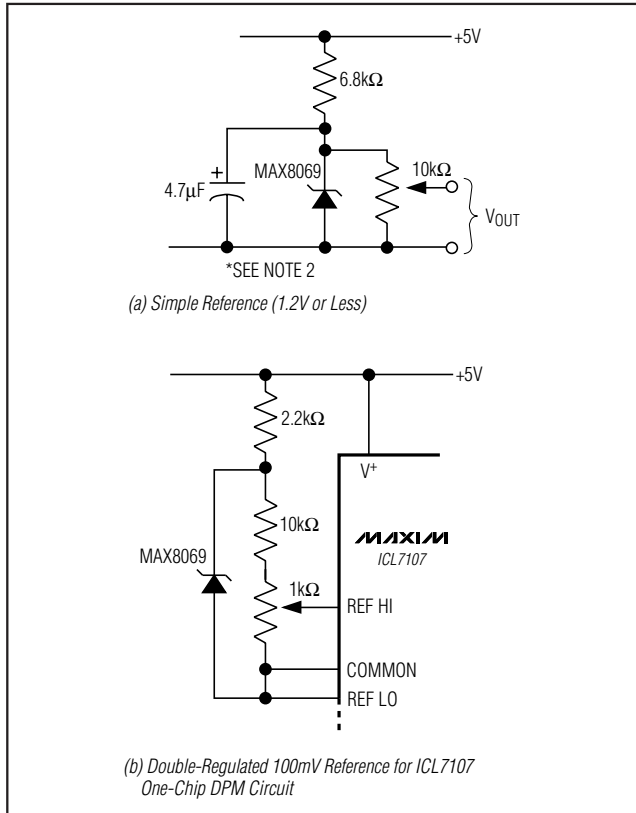 +5V
6.8kΩ
+
4.7µF
MAX8069
10kΩ
VOUT
*SEE NOTE 2
(a) Simple Reference (1.2V or Less)
+5V
2.2kΩ
V+
10kΩ
MAXIM
ICL7107
MAX8069
1kΩ
REF HI
COMMON
REF LO
(b) Double-Regulated 100mV Reference for ICL7107
One-Chip DPM Circuit